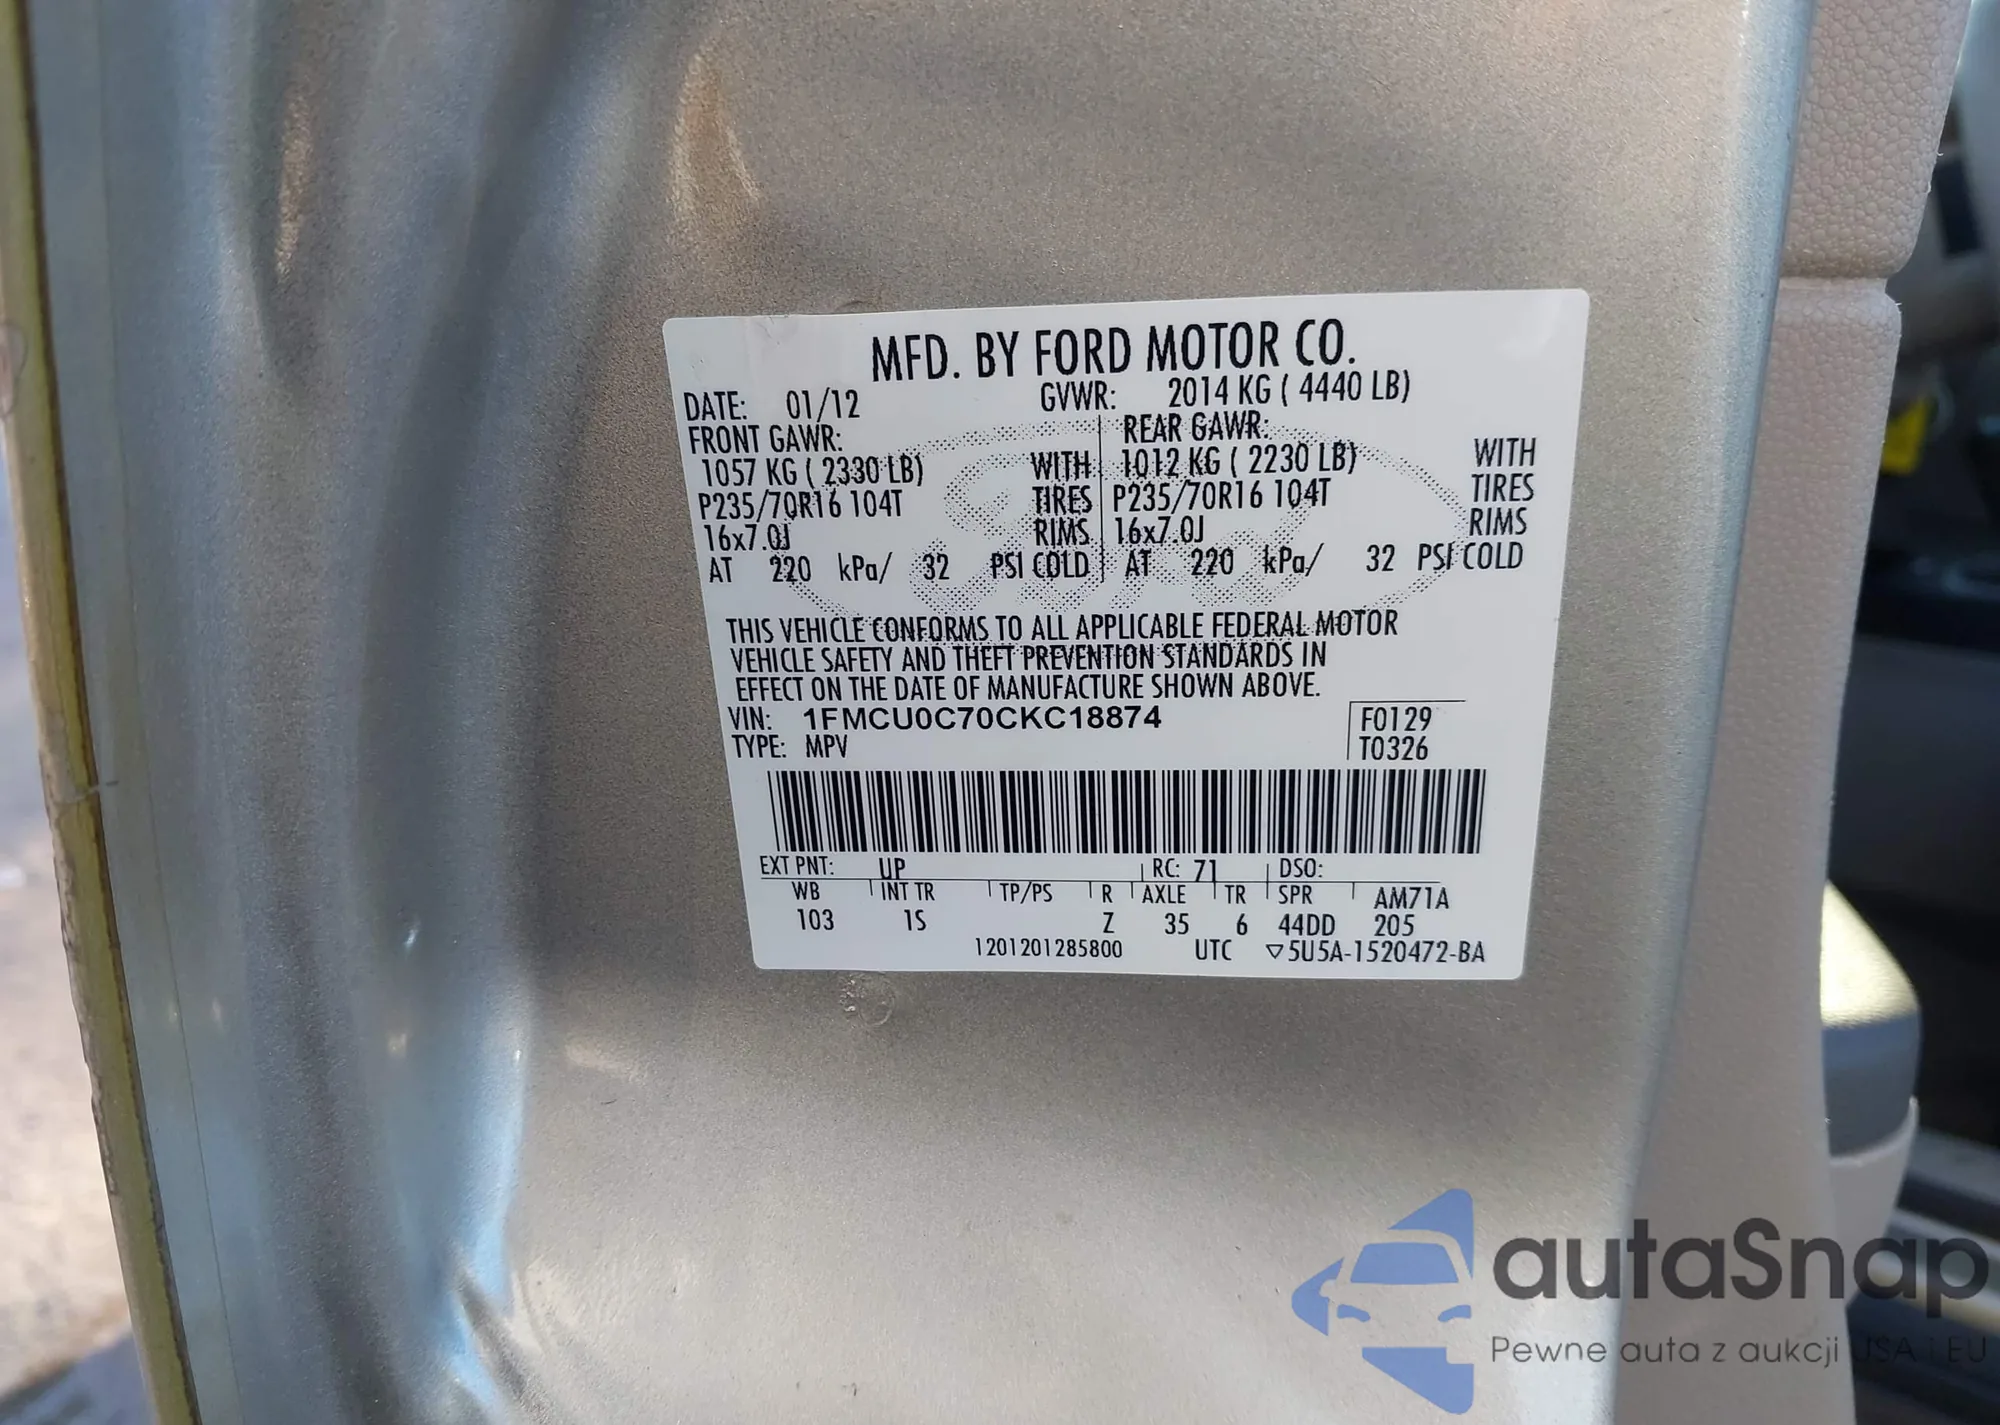 MFD. BY FORD MOTOR CO.
DATE: 01/12 GVWR: 2014 KG ( 4440 LB)
FRONT GAWR: REAR GAWR:
1057 KG ( 2330 LB) WITH 1012 KG ( 2230 LB) WITH
P235/70R16 104T TIRES P235/70R16 104T TIRES
16x7.0J RIMS 16x7.0J RIMS
AT 220 kPa/ 32 PSI COLD AT 220 kPa/ 32 PSI COLD
THIS VEHICLE CONFORMS TO ALL APPLICABLE FEDERAL MOTOR
VEHICLE SAFETY AND THEFT PREVENTION STANDARDS IN
EFFECT ON THE DATE OF MANUFACTURE SHOWN ABOVE.
VIN: 1FMCU0C70CKC18874 F0129
TYPE: MPV T0326
EXT PNT: UP RC: 71 DSO:
WB INT TR TP/PS R AXLE TR SPR AM71A
103 1S Z 35 6 44DD 205
1201201285800 UTC ▽5U5A-1520472-BA
autaSnap
Pewne auta z aukcji USA i EU